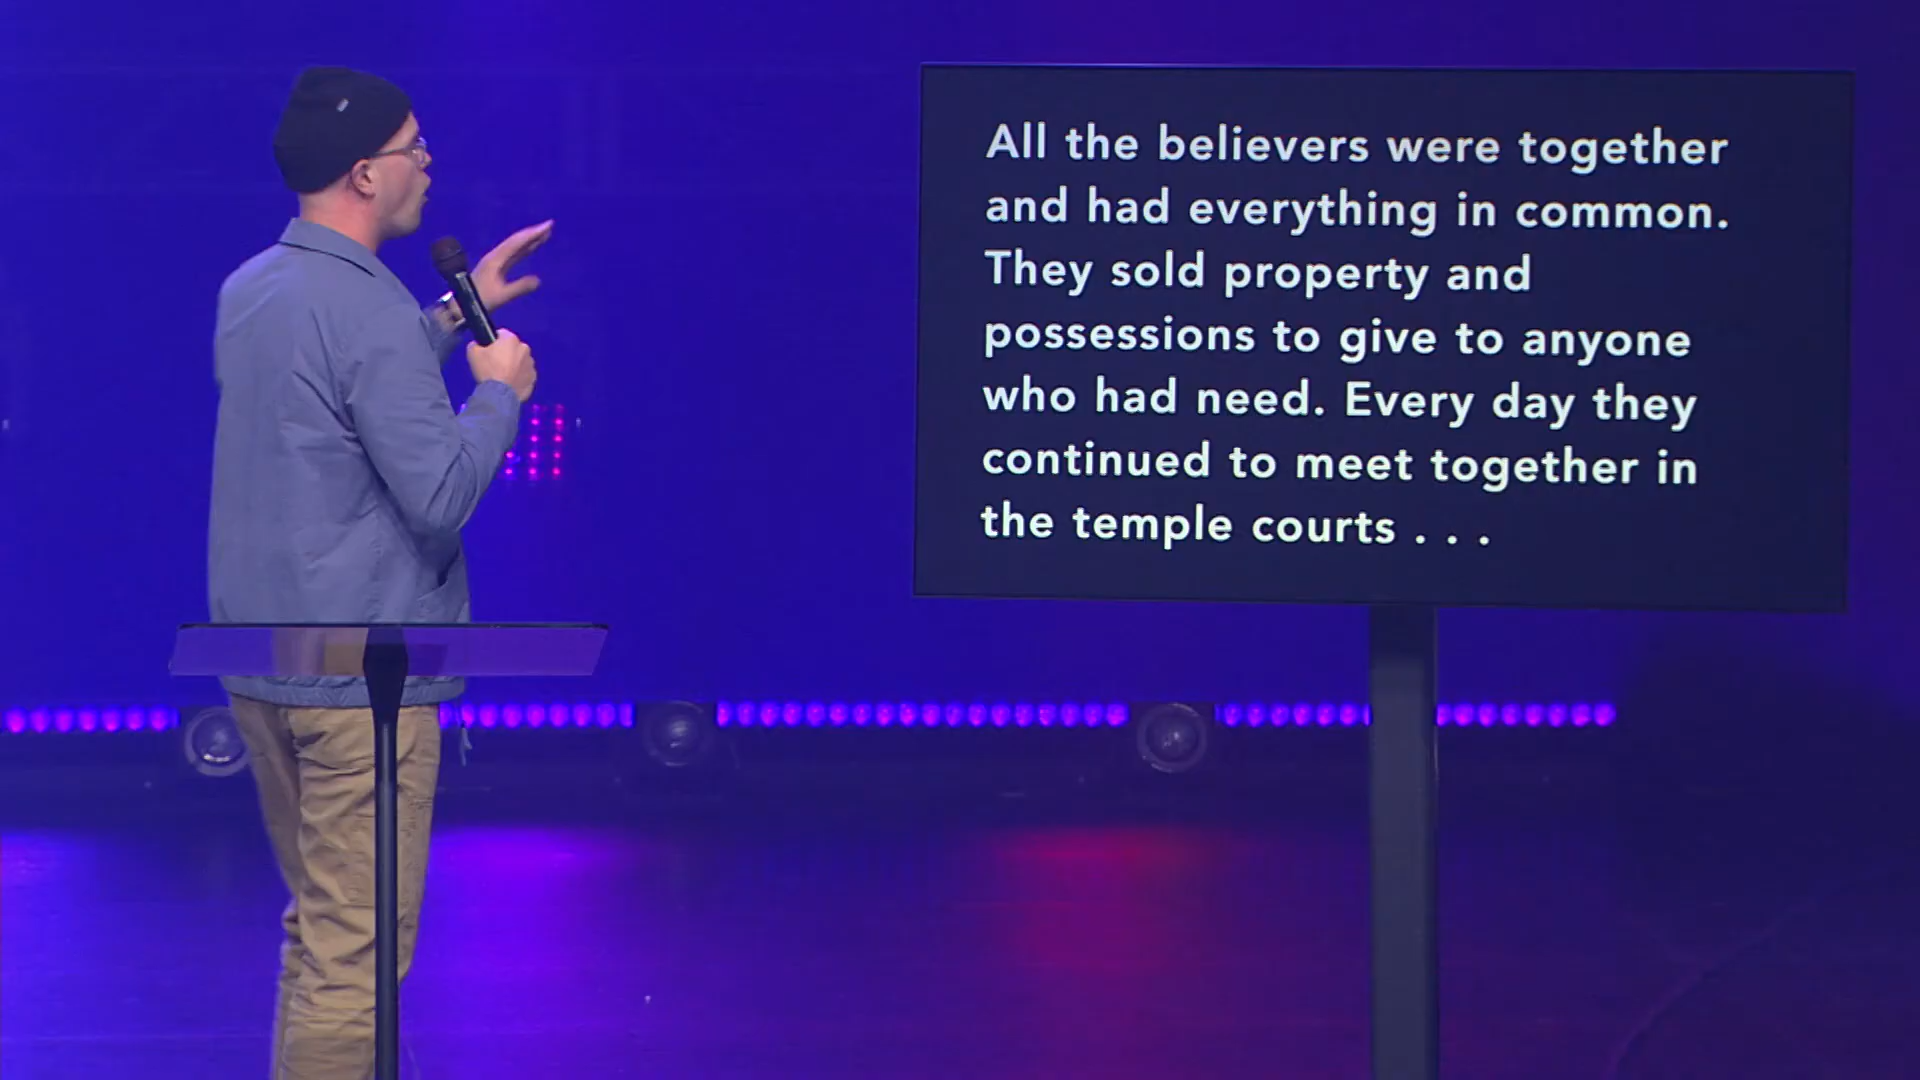 All the believers were together
and had everything in common.
They sold property and
possessions to give to anyone
who had need. Every day they
continued to meet together in
the temple courts . . .